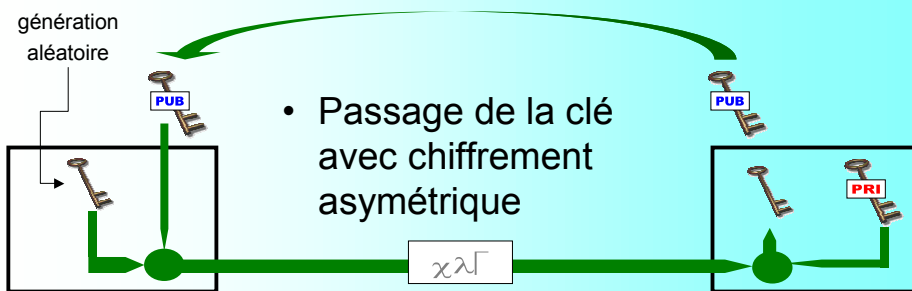 génération
aléatoire
PUB
PUB
• Passage de la clé
avec chiffrement
asymétrique
PRI
χλΓ